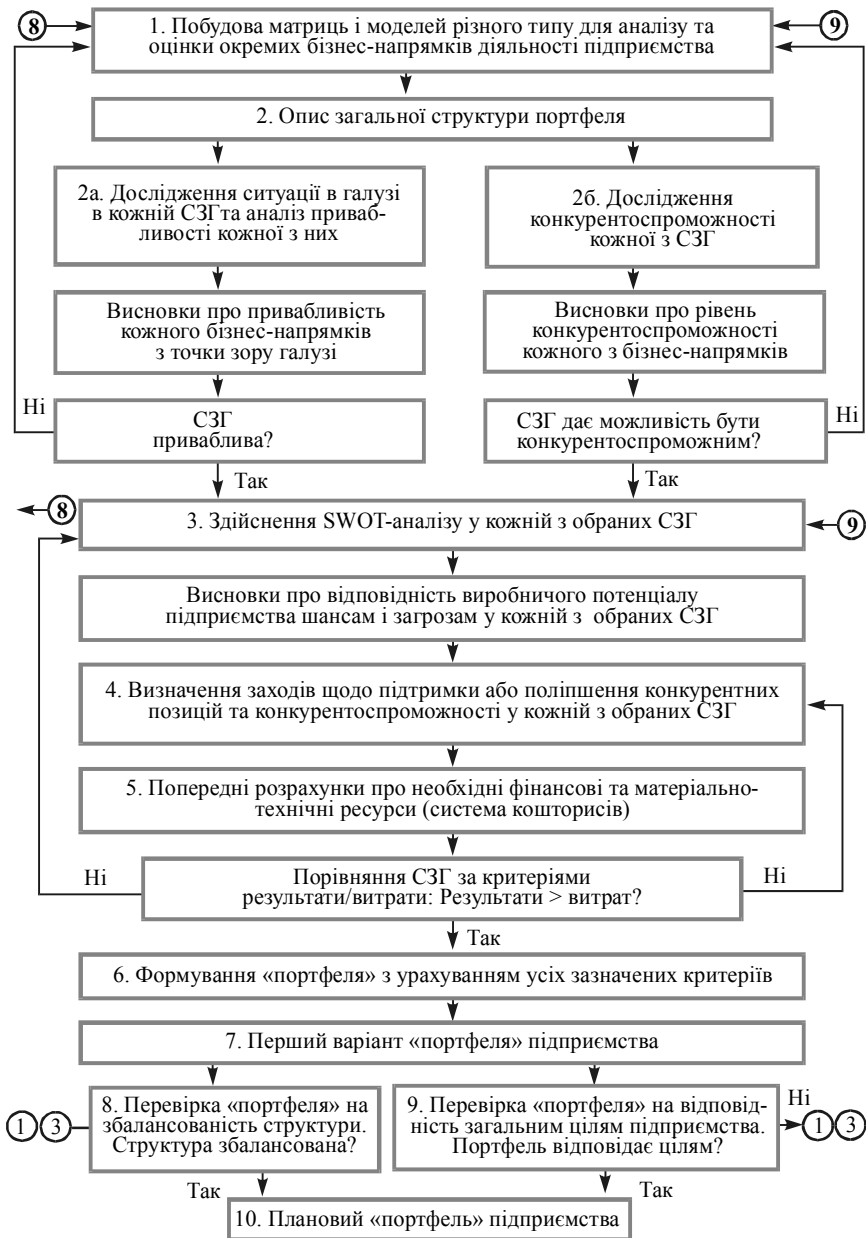 8
1. Побудова матриць і моделей різного типу для аналізу та
оцінки окремих бізнес-напрямків діяльності підприємства
9
2. Опис загальної структури портфеля
2а. Дослідження ситуації в галузі
в кожній СЗГта аналіз приваб-
ливості кожної з них
2б. Дослідження
конкурентоспроможності
кожної з СЗГ
Висновки про привабливість
кожного бізнес-напрямків
з точки зору галузі
Висновки про рівень
конкурентоспроможності
кожного з бізнес-напрямків
Ні
СЗГ
приваблива?
СЗГ дає можливість бути
конкурентоспроможним?
Ні
Так
Так
8
3. Здійснення SWOT-аналізу у кожній з обраних СЗГ
9
Висновки про відповідність виробничого потенціалу
підприємства шансам і загрозам у кожній з обраних СЗГ
4. Визначення заходів щодо підтримки або поліпшення конкурентних
позицій та конкурентоспроможності у кожній з обраних СЗГ
5. Попередні розрахунки про необхідні фінансові та матеріально-
технічні ресурси (система кошторисів)
Ні
Порівняння СЗГ за критеріями
результати/витрати: Результати > витрат?
Ні
Так
6. Формування «портфеля» з урахуванням усіх зазначених критеріїв
7. Перший варіант «портфеля» підприємства
1 3
8. Перевірка «портфеля» на
збалансованість структури.
Структура збалансована?
9. Перевірка «портфеля» на відповід-
ність загальним цілям підприємства.
Портфель відповідає цілям?
Ні
1 3
Так
Так
10. Плановий «портфель» підприємства